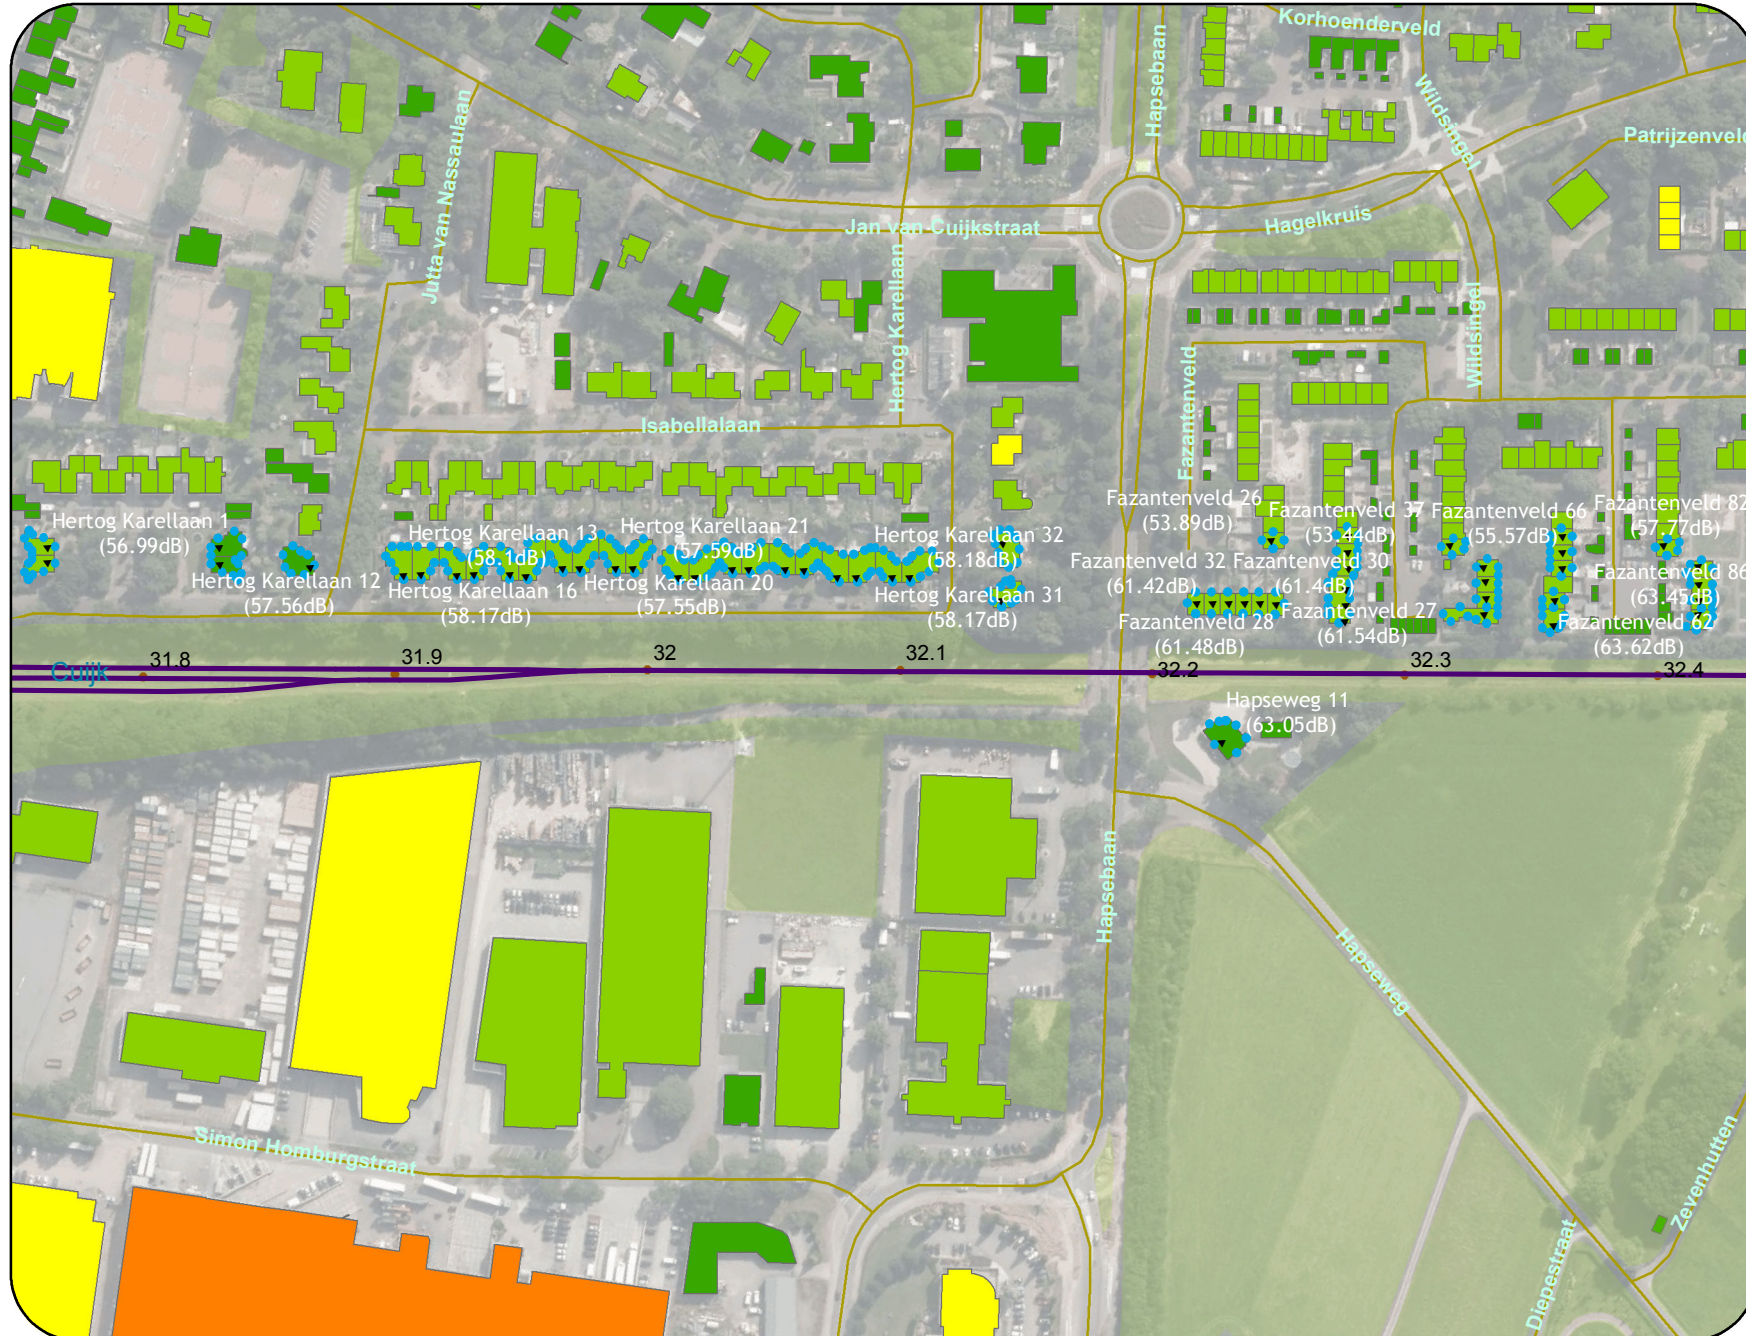 Korhoenderveld
Hapsebaan
Wildsingel
Patrijzenveld
Jutta van Nassaulaan
Jan van Cuijkstraat
Hagelkruis
Hertog Karellaan
Wildsingel
Fazantenveld
Isabellalaan
Fazantenveld 26
(53.89dB)
Fazantenveld 37
(53.44dB)
Fazantenveld 66
(55.57dB)
Fazantenveld 82
(57.77dB)
Hertog Karellaan 1
(56.99dB)
Hertog Karellaan 13
(58.1dB)
Hertog Karellaan 21
(57.59dB)
Hertog Karellaan 32
(58.18dB)
Fazantenveld 32
(61.42dB)
Fazantenveld 30
(61.4dB)
Fazantenveld 86
(63.45dB)
Hertog Karellaan 12
(57.56dB)
Hertog Karellaan 16
(58.17dB)
Hertog Karellaan 20
(57.55dB)
Hertog Karellaan 31
(58.17dB)
Fazantenveld 28
(61.48dB)
Fazantenveld 27
(61.54dB)
Fazantenveld 62
(63.62dB)
Cuijk
31.8
31.9
32
32.1
32.2
32.3
32.4
Hapseweg 11
(63.05dB)
Hapsebaan
Hapseweg
Simon Homburgstraat
Zevenhutten
Diepestraat